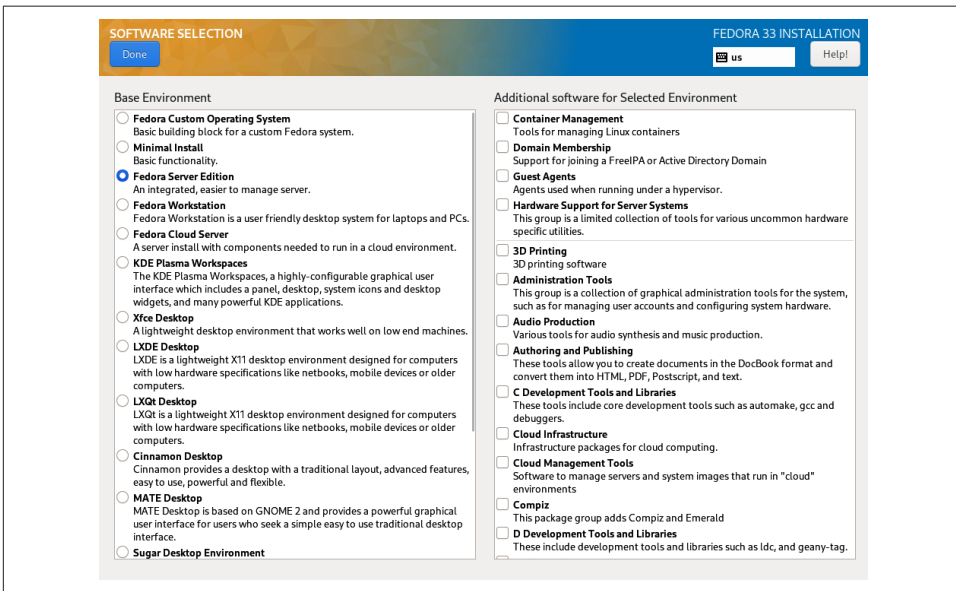 SOFTWARE SELECTION
FEDORA 33 INSTALLATION
Done
us
Help!
Base Environment
Fedora Custom Operating System
Basic building block for a custom Fedora system.
Minimal Install
Basic functionality.
Fedora Server Edition
An integrated, easier to manage server.
Fedora Workstation
Fedora Workstation is a user friendly desktop system for laptops and PCs.
Fedora Cloud Server
A server install with components needed to run in a cloud environment.
KDE Plasma Workspaces
The KDE Plasma Workspaces, a highly-configurable graphical user
interface which includes a panel, desktop, system icons and desktop
widgets, and many powerful KDE applications.
Xfce Desktop
A lightweight desktop environment that works well on low end machines.
LXDE Desktop
LXDE is a lightweight X11 desktop environment designed for computers
with low hardware specifications like netbooks, mobile devices or older
computers.
LXQt Desktop
LXQt is a lightweight X11 desktop environment designed for computers
with low hardware specifications like netbooks, mobile devices or older
computers.
Cinnamon Desktop
Cinnamon provides a desktop with a traditional layout, advanced features,
easy to use, powerful and flexible.
MATE Desktop
MATE Desktop is based on GNOME 2 and provides a powerful graphical
user interface for users who seek a simple easy to use traditional desktop
interface.
Sugar Desktop Environment
Additional software for Selected Environment
Container Management
Tools for managing Linux containers
Domain Membership
Support for joining a FreeIPA or Active Directory Domain
Guest Agents
Agents used when running under a hypervisor.
Hardware Support for Server Systems
This group is a limited collection of tools for various uncommon hardware
specific utilities.
3D Printing
3D printing software
Administration Tools
This group is a collection of graphical administration tools for the system,
such as for managing user accounts and configuring system hardware.
Audio Production
Various tools for audio synthesis and music production.
Authoring and Publishing
These tools allow you to create documents in the DocBook format and
convert them into HTML, PDF, Postscript, and text.
C Development Tools and Libraries
These tools include core development tools such as automake, gcc and
debuggers.
Cloud Infrastructure
Infrastructure packages for cloud computing.
Cloud Management Tools
Software to manage servers and system images that run in "cloud"
environments
Compiz
This package group adds Compiz and Emerald
D Development Tools and Libraries
These include development tools and libraries such as ldc, and geany-tag.